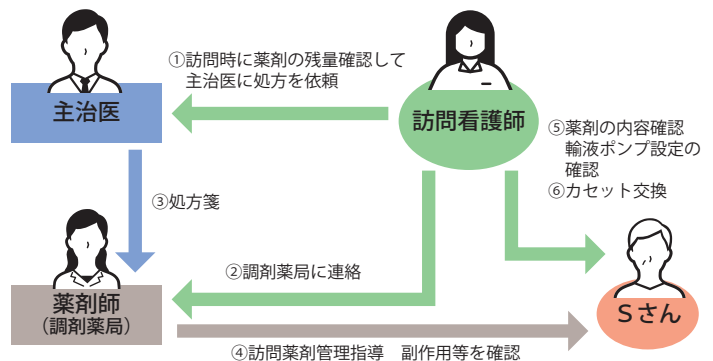 ①訪問時に薬剤の残量確認して
主治医に処方を依頼
主治医
訪問看護師
⑤薬剤の内容確認
輸液ポンプ設定の
確認
⑥カセット交換
③処方箋
②調剤薬局に連絡
薬剤師
（調剤薬局）
Sさん
④訪問薬剤管理指導　副作用等を確認